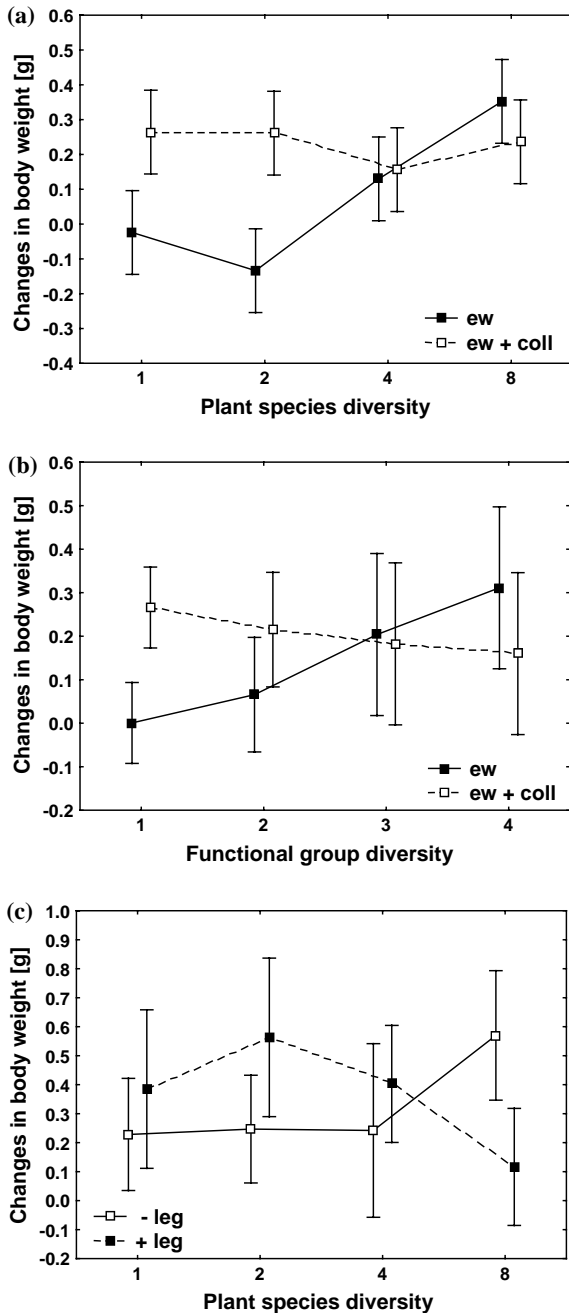 (a)
Changes in body weight [g]
0.6
0.5
0.4
0.3
0.2
0.1
0.0
-0.1
-0.2
-0.3
-0.4
ew
ew + coll
1 2 4 8
Plant species diversity
(b)
Changes in body weight [g]
0.6
0.5
0.4
0.3
0.2
0.1
0.0
-0.1
-0.2
ew
ew + coll
1 2 3 4
Functional group diversity
(c)
Changes in body weight [g]
1.0
0.9
0.8
0.7
0.6
0.5
0.4
0.3
0.2
0.1
0.0
-0.1
-0.2
- leg
+ leg
1 2 4 8
Plant species diversity